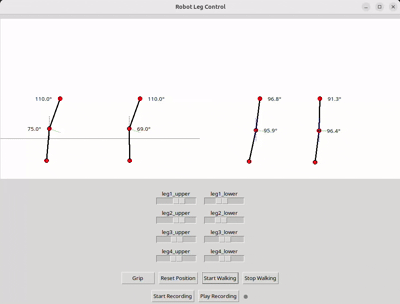 Robot Leg Control
110.0° 110.0° 96.8° 91.3°
75.0° 69.0° 95.9° 96.4°
leg1_upper leg1_lower
leg2_upper leg2_lower
leg3_upper leg3_lower
leg4_upper leg4_lower
Grip Reset Position Start Walking Stop Walking
Start Recording Play Recording